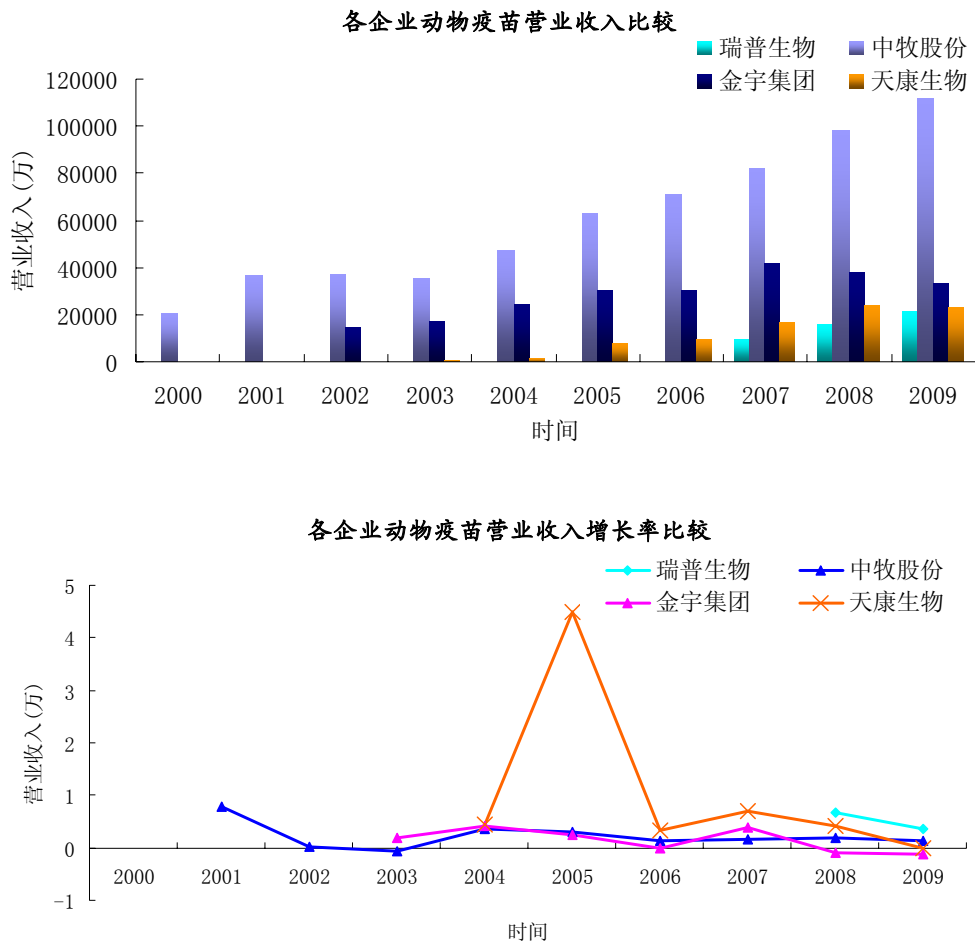 各企业动物疫苗营业收入比较
瑞普生物 中牧股份
金宇集团 天康生物
营业收入(万)
120000
100000
80000
60000
40000
20000
0
2000 2001 2002 2003 2004 2005 2006 2007 2008 2009
时间
各企业动物疫苗营业收入增长率比较
瑞普生物 中牧股份
金宇集团 天康生物
营业收入(万)
5
4
3
2
1
0
-1
2000 2001 2002 2003 2004 2005 2006 2007 2008 2009
时间